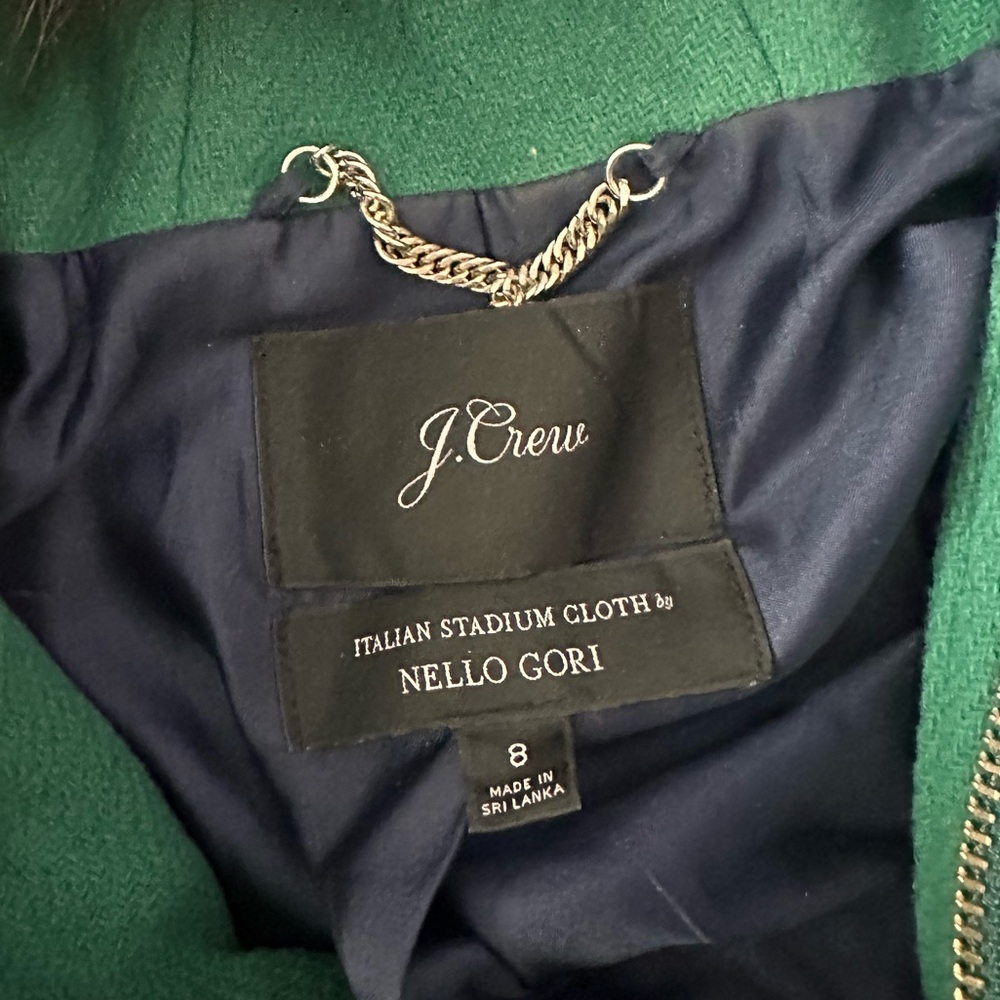 J.Crew
ITALIAN STADIUM CLOTH by
NELLO GORI
8
MADE IN
SRI LANKA